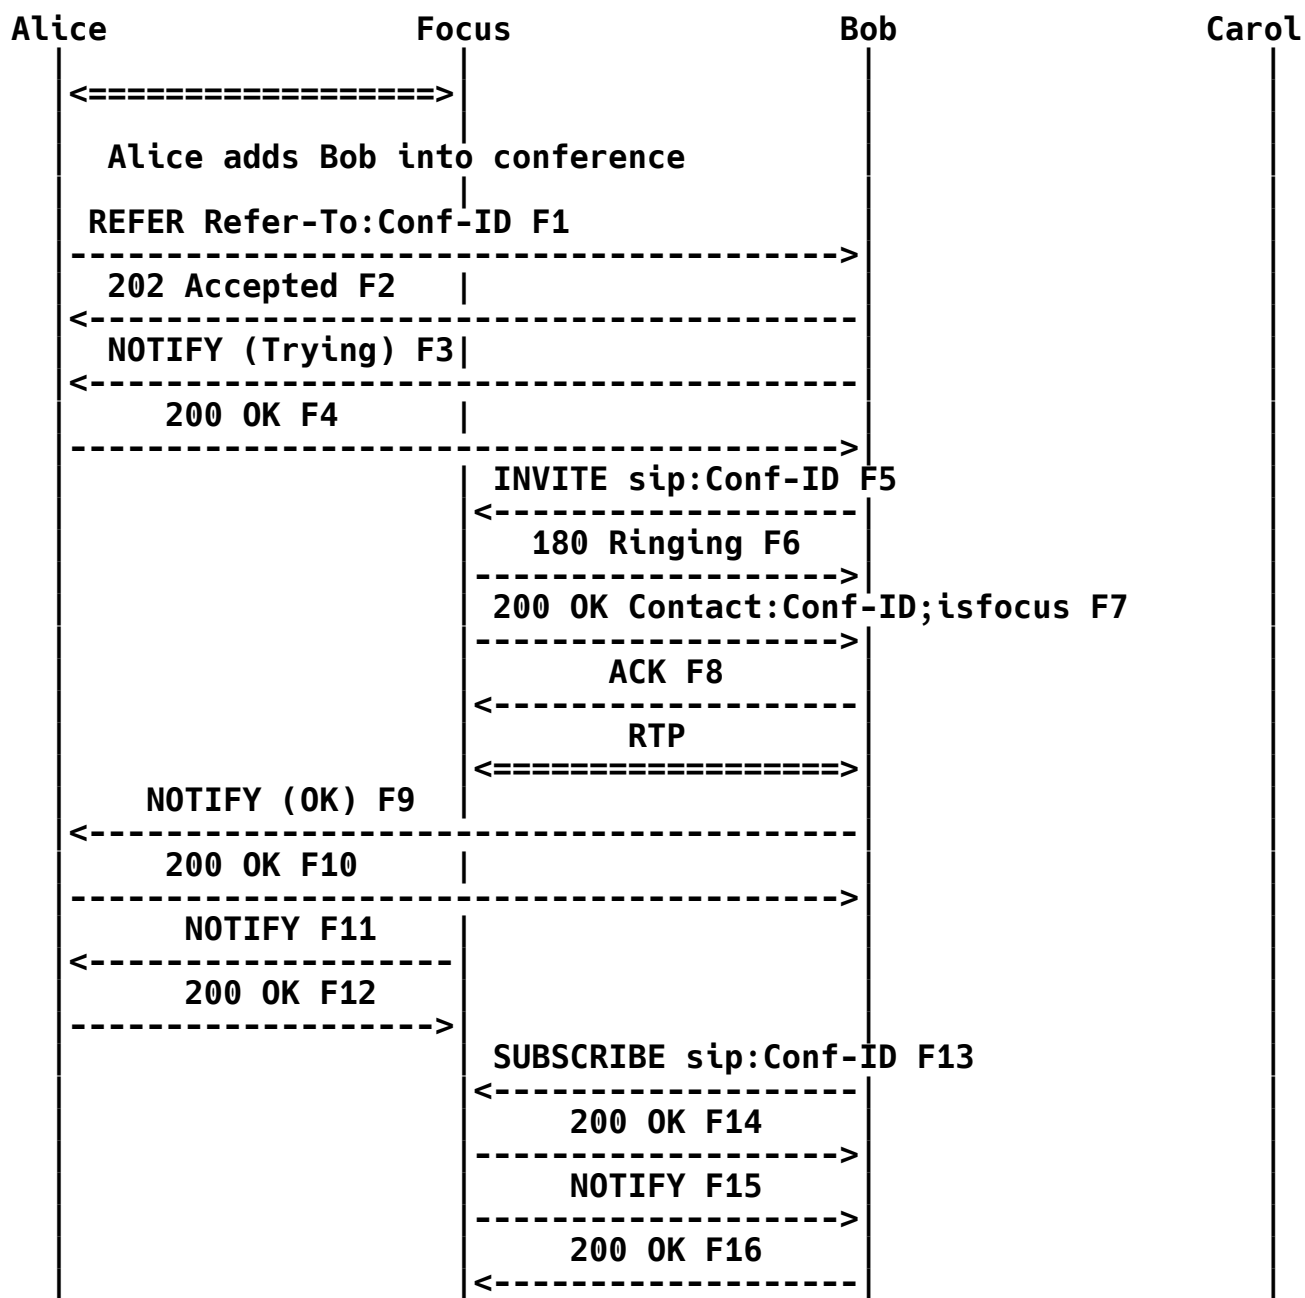 Alice Focus Bob Carol
<==================>
Alice adds Bob into conference
REFER Refer-To:Conf-ID F1
---------------------------------------->
202 Accepted F2
<----------------------------------------
NOTIFY (Trying) F3
<----------------------------------------
200 OK F4
---------------------------------------->
INVITE sip:Conf-ID F5
<-------------------
180 Ringing F6
------------------->
200 OK Contact:Conf-ID;isfocus F7
------------------->
ACK F8
<-------------------
RTP
<==================>
NOTIFY (OK) F9
<----------------------------------------
200 OK F10
---------------------------------------->
NOTIFY F11
<-------------------
200 OK F12
------------------->
SUBSCRIBE sip:Conf-ID F13
<-------------------
200 OK F14
------------------->
NOTIFY F15
------------------->
200 OK F16
<-------------------